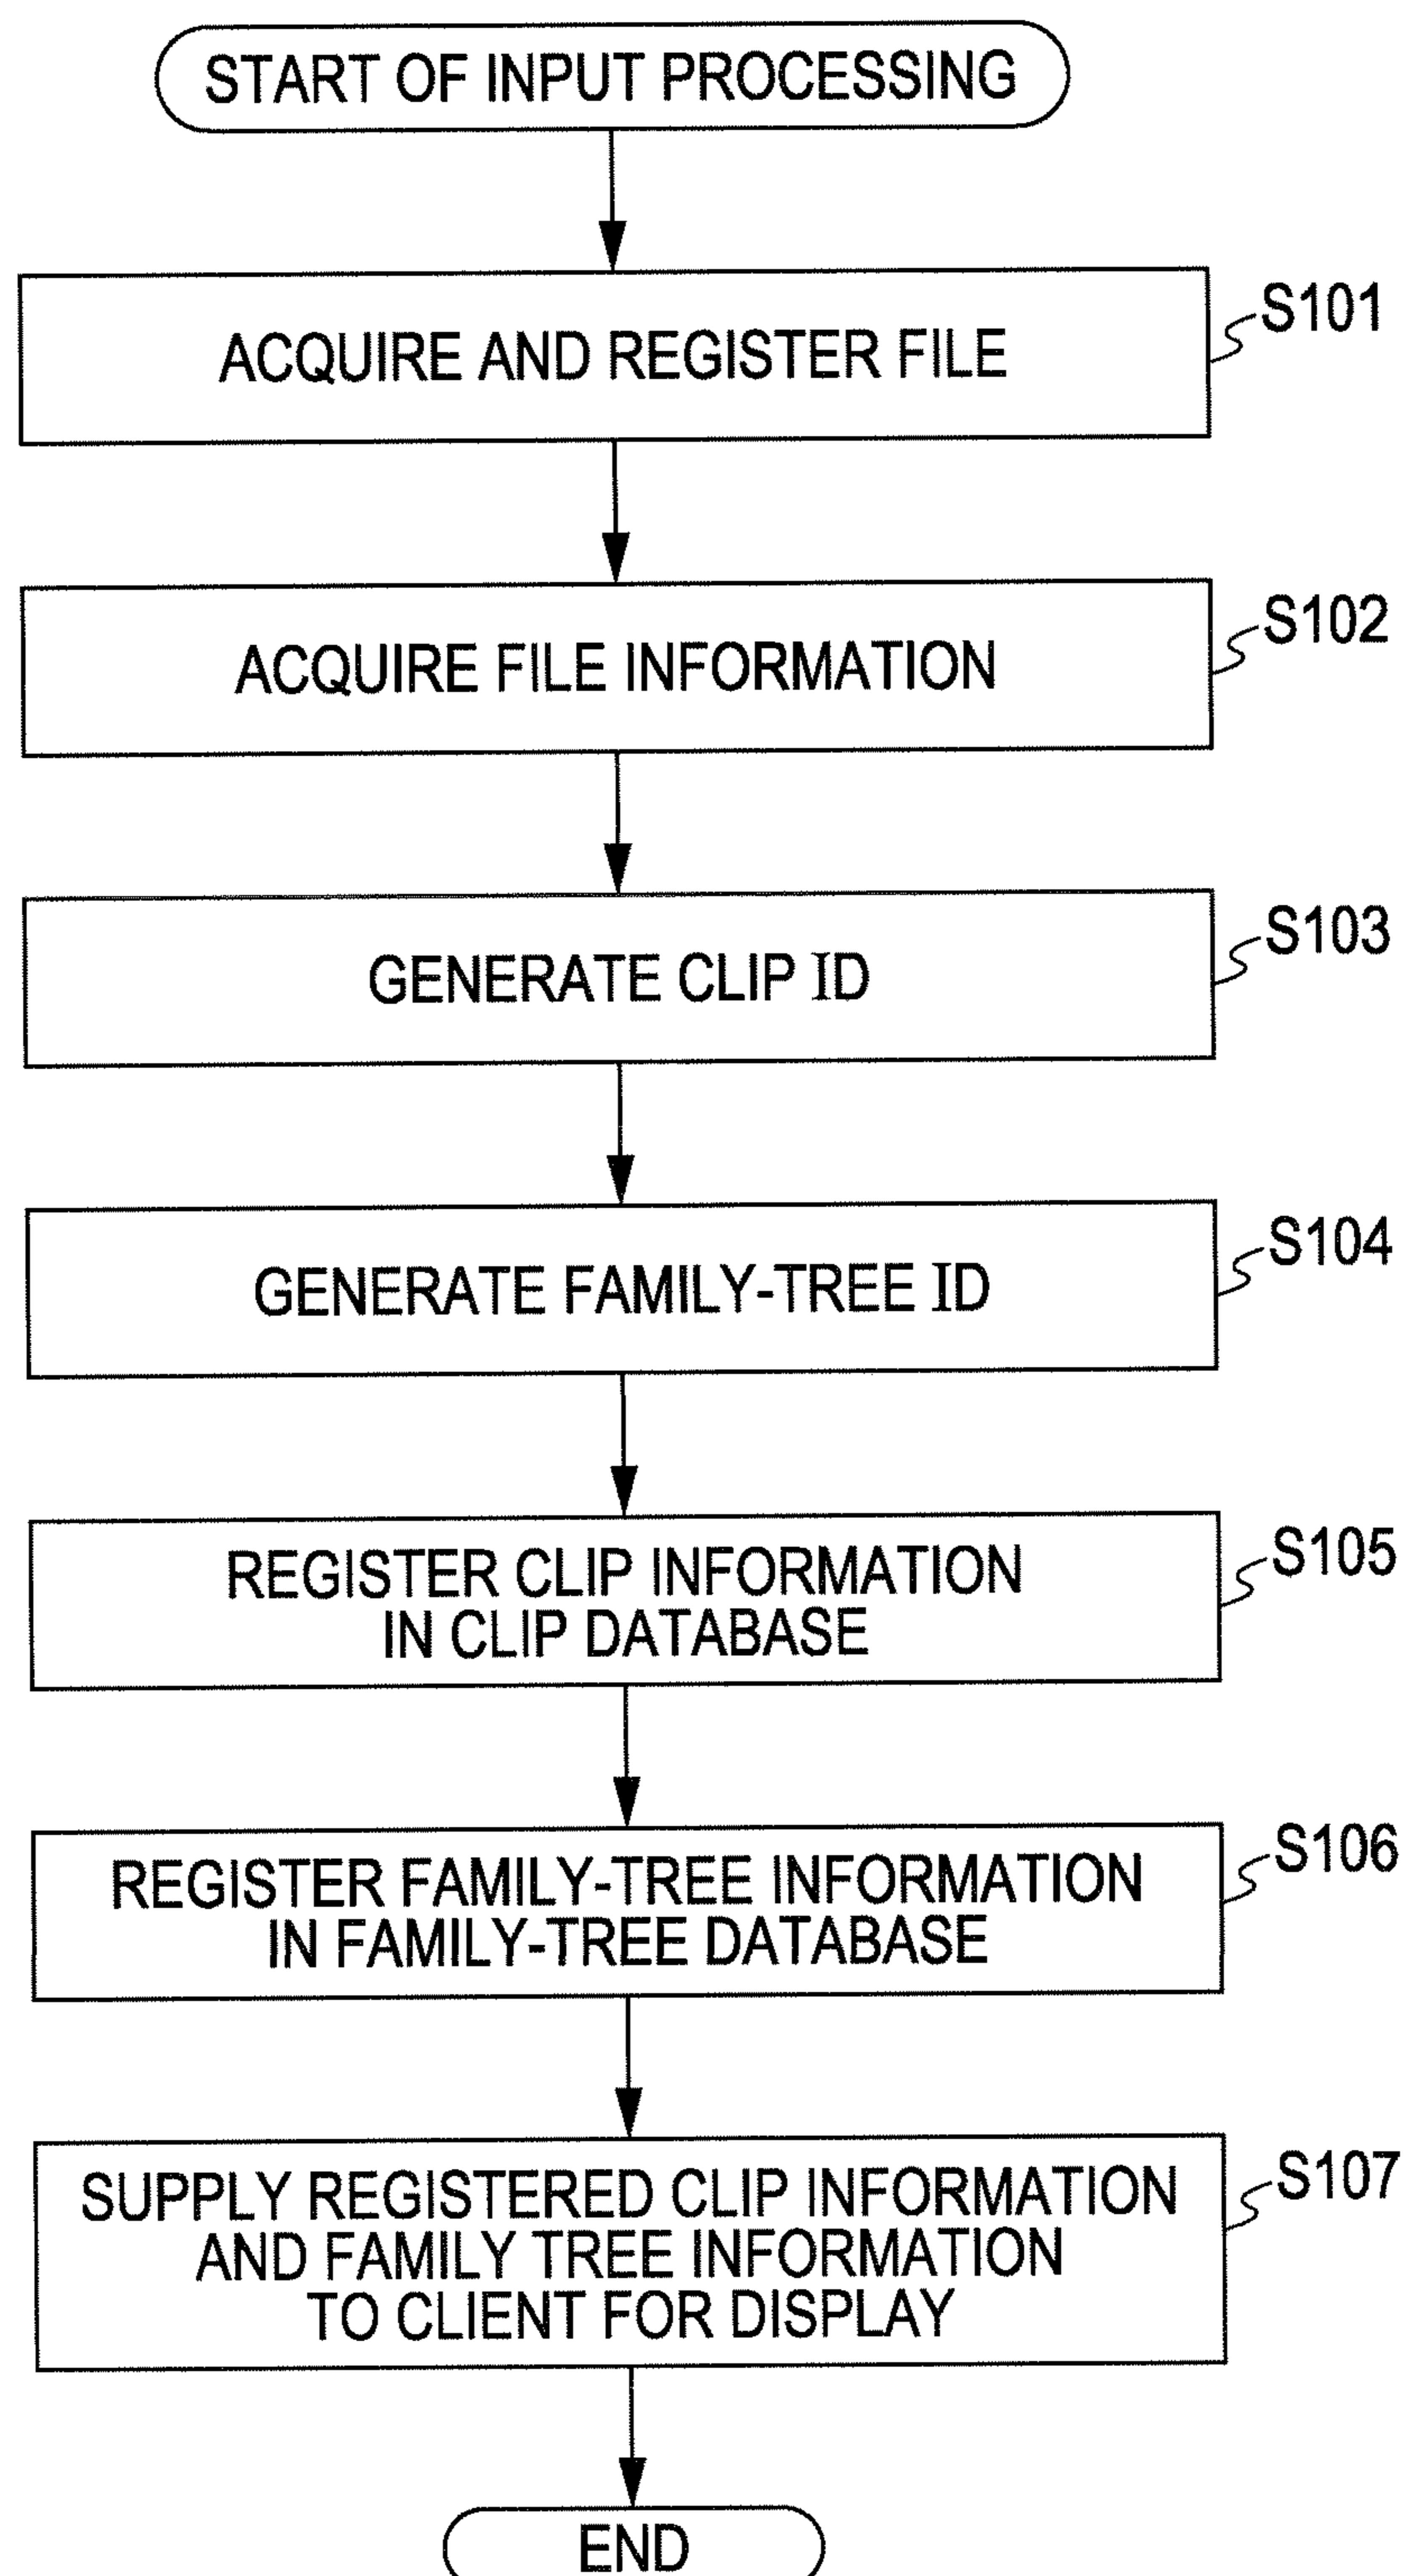 START OF INPUT PROCESSING
ACQUIRE AND REGISTER FILE
S101
ACQUIRE FILE INFORMATION
S102
GENERATE CLIP ID
S103
GENERATE FAMILY-TREE ID
S104
REGISTER CLIP INFORMATION
IN CLIP DATABASE
S105
REGISTER FAMILY-TREE INFORMATION
IN FAMILY-TREE DATABASE
S106
SUPPLY REGISTERED CLIP INFORMATION
AND FAMILY TREE INFORMATION
TO CLIENT FOR DISPLAY
S107
END